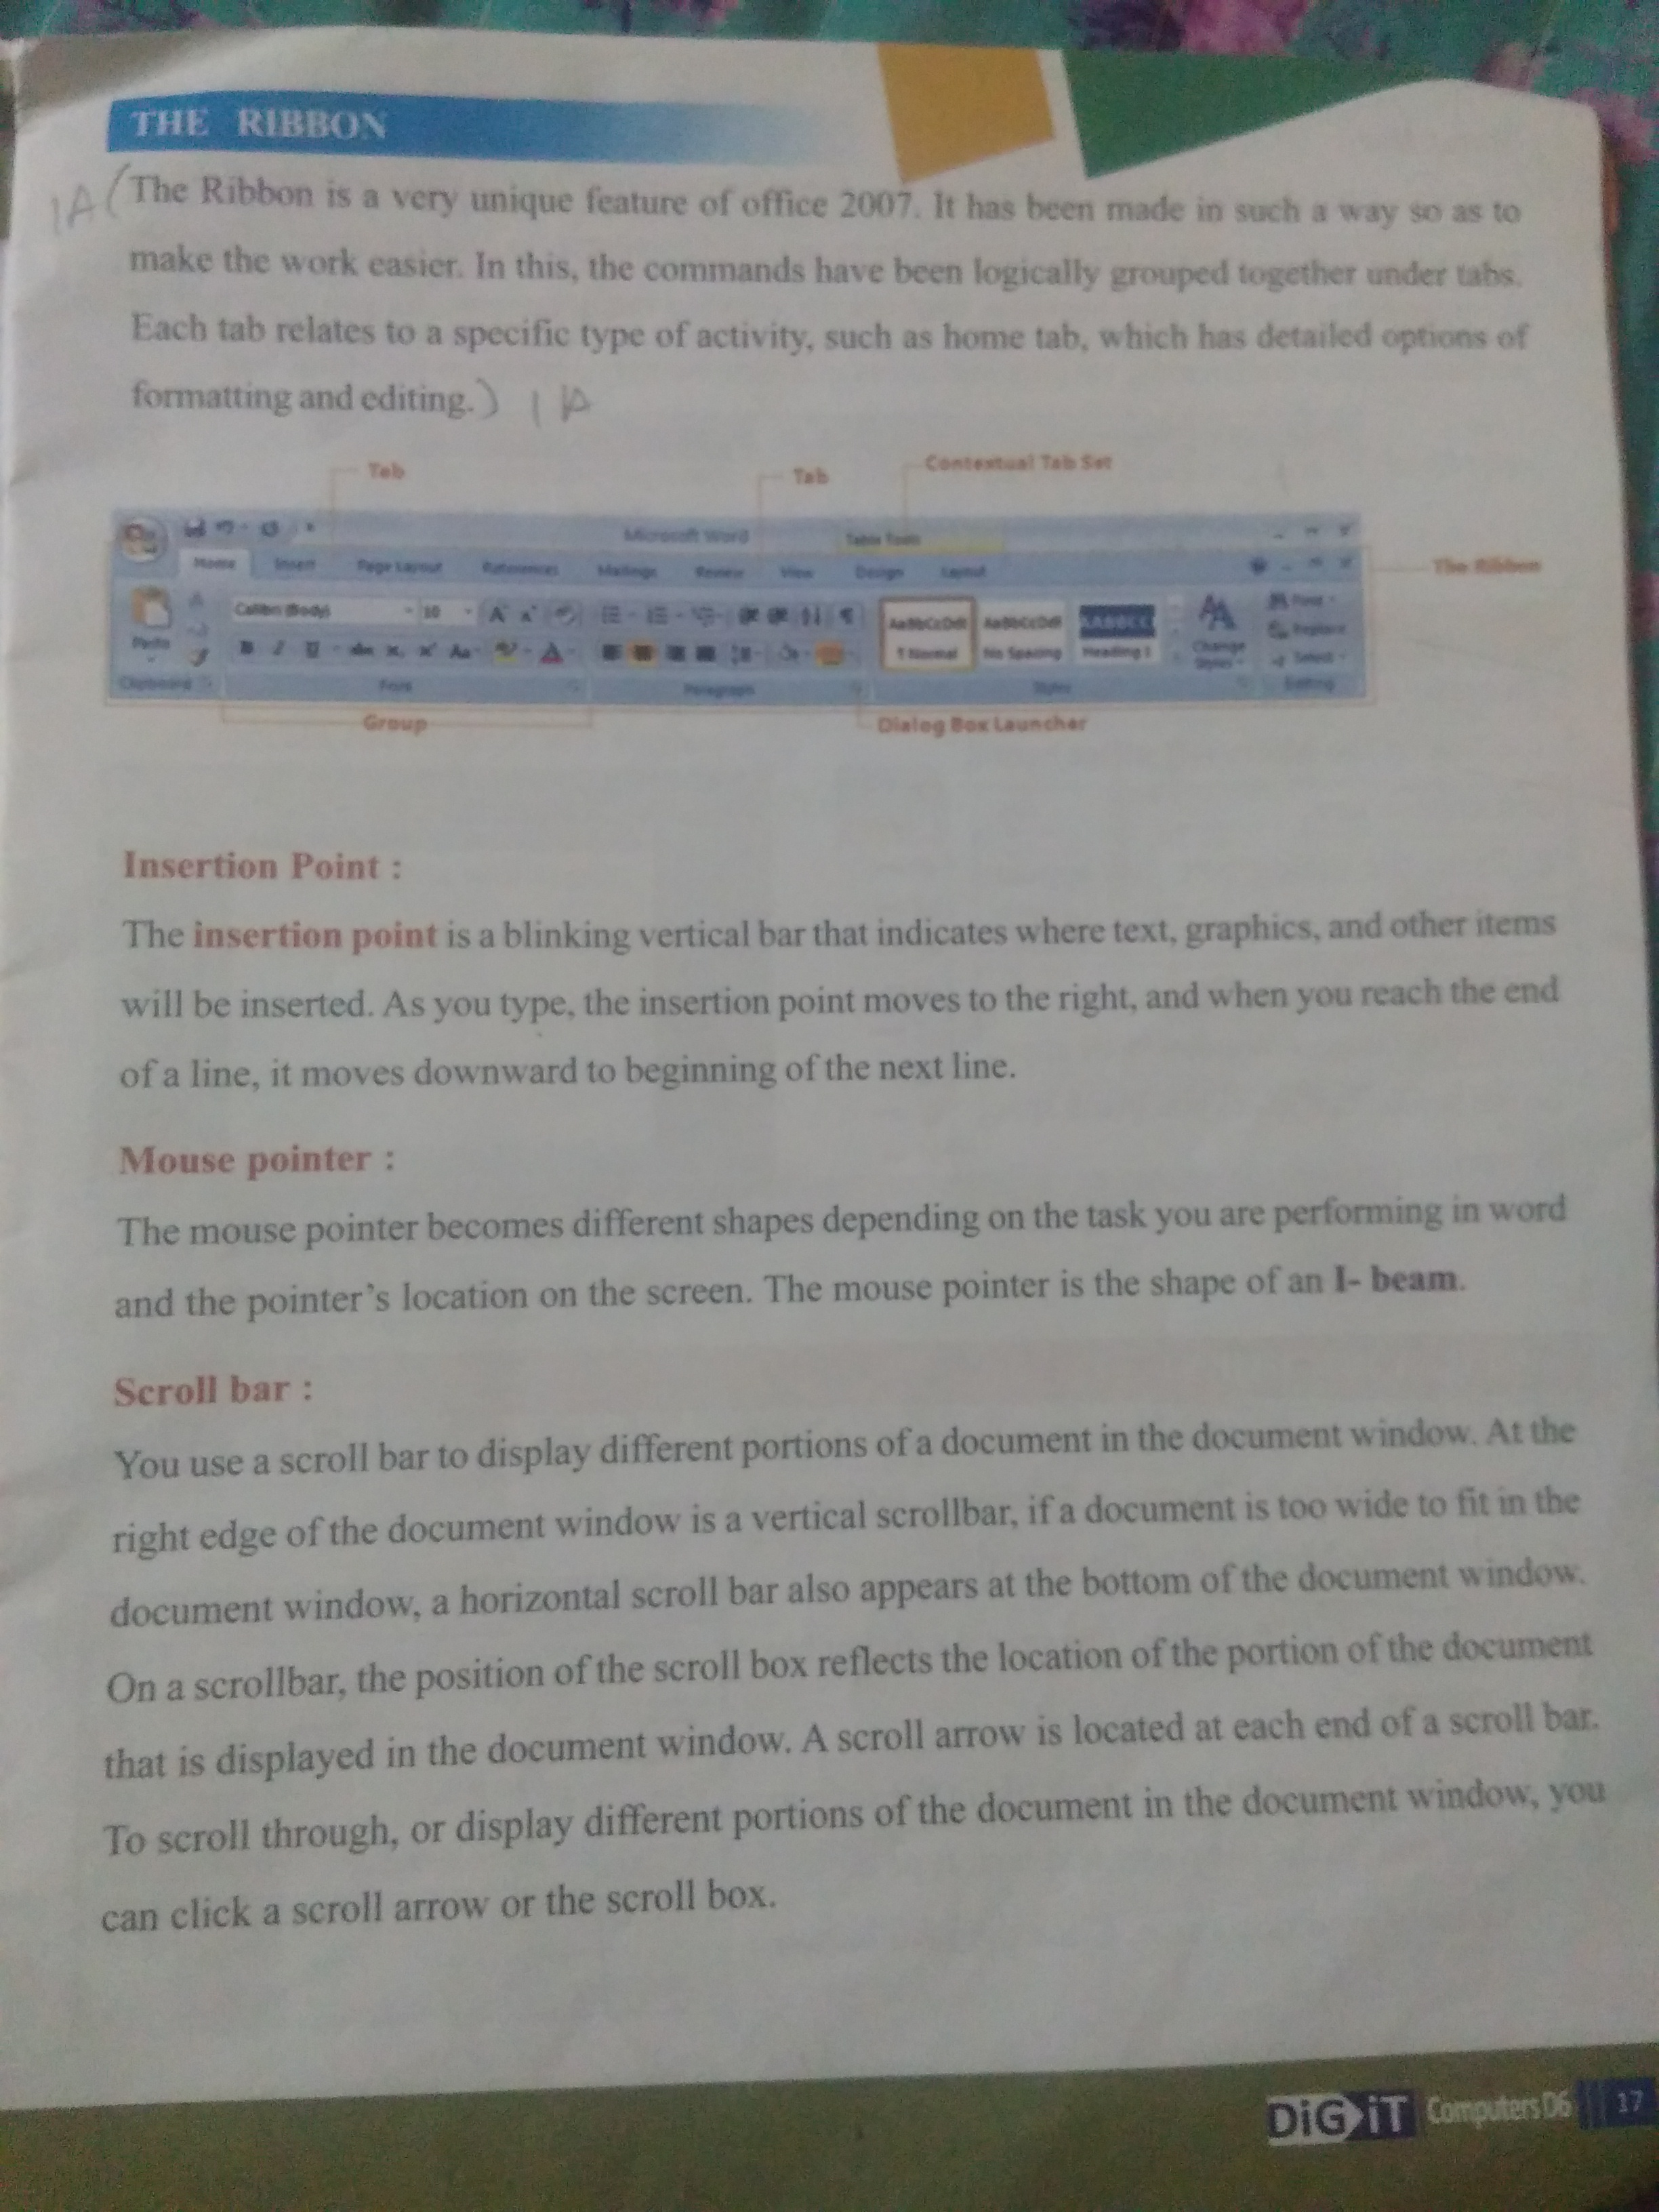 THE RIBBON
1A (The Ribbon is a very unique feature of office 2007. It has been made in such a way so as to
make the work easier. In this, the commands have been logically grouped together under tabs.
Each tab relates to a specific type of activity, such as home tab, which has detailed options of
formatting and editing.) 1A
Tab
Tab
Contextual Tab Set
Microsoft Word
Table Tools
Home Insert Page Layout References Mailings Review View Design Layout
The Ribbon
Calibri (Body) 10
Find
AaBbCcDdI AaBbCcDdI AABBCC
Replace
Paste
¶ Normal No Spacing Heading 1
Change
Styles
Select
Clipboard Font Paragraph Styles Editing
Group
Dialog Box Launcher
Insertion Point :
The insertion point is a blinking vertical bar that indicates where text, graphics, and other items
will be inserted. As you type, the insertion point moves to the right, and when you reach the end
of a line, it moves downward to beginning of the next line.
Mouse pointer :
The mouse pointer becomes different shapes depending on the task you are performing in word
and the pointer's location on the screen. The mouse pointer is the shape of an I- beam.
Scroll bar :
You use a scroll bar to display different portions of a document in the document window. At the
right edge of the document window is a vertical scrollbar, if a document is too wide to fit in the
document window, a horizontal scroll bar also appears at the bottom of the document window.
On a scrollbar, the position of the scroll box reflects the location of the portion of the document
that is displayed in the document window. A scroll arrow is located at each end of a scroll bar.
To scroll through, or display different portions of the document in the document window, you
can click a scroll arrow or the scroll box.
DiGiT Computers D6 17